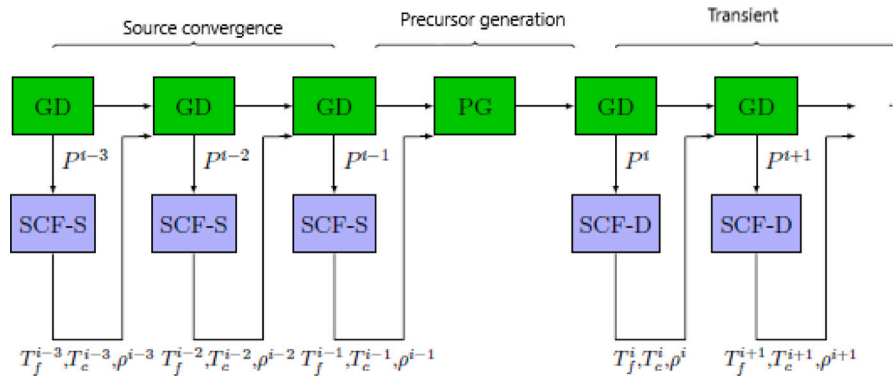 Source convergence
Precursor generation
Transient
GD GD GD PG GD GD
P^{i-3} P^{i-2} P^{i-1} P^{i} P^{i+1}
SCF-S SCF-S SCF-S SCF-D SCF-D
T_f^{i-3},T_c^{i-3},ρ^{i-3} T_f^{i-2},T_c^{i-2},ρ^{i-2} T_f^{i-1},T_c^{i-1},ρ^{i-1} T_f^{i},T_c^{i},ρ^{i} T_f^{i+1},T_c^{i+1},ρ^{i+1}